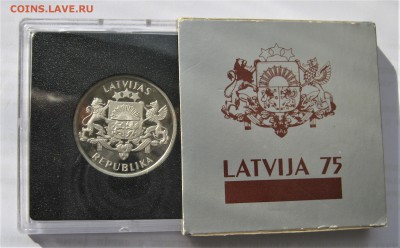 COINS.LAVE.RU
LATVIJAS
REPUBLIKA
LATVIJA 75